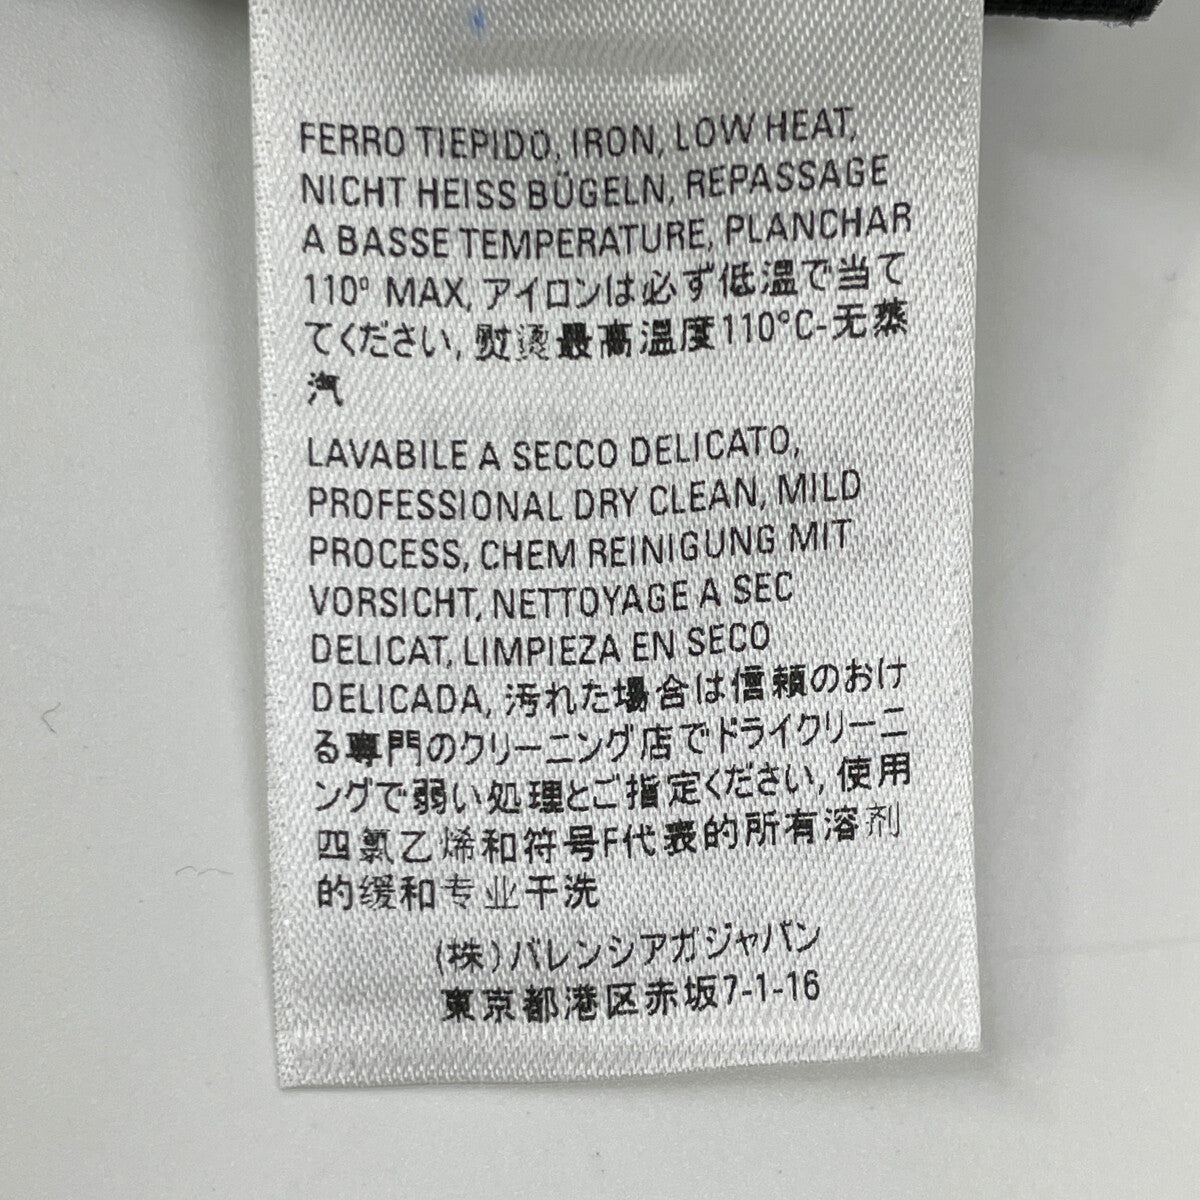 FERRO TIEPIDO, IRON, LOW HEAT,
NICHT HEISS BÜGELN, REPASSAGE
A BASSE TEMPERATURE, PLANCHAR
110° MAX, アイロンは必ず低温で当て
てください, 熨烫最高温度110°C-无蒸
汽
LAVABILE A SECCO DELICATO,
PROFESSIONAL DRY CLEAN, MILD
PROCESS, CHEM REINIGUNG MIT
VORSICHT, NETTOYAGE A SEC
DELICAT, LIMPIEZA EN SECO
DELICADA, 汚れた場合は信頼のおけ
る専門のクリーニング店でドライクリーニ
ングで弱い処理とご指定ください, 使用
四氯乙烯和符号F代表的所有溶剂
的缓和专业干洗
(株)バレンシアガジャパン
東京都港区赤坂7-1-16